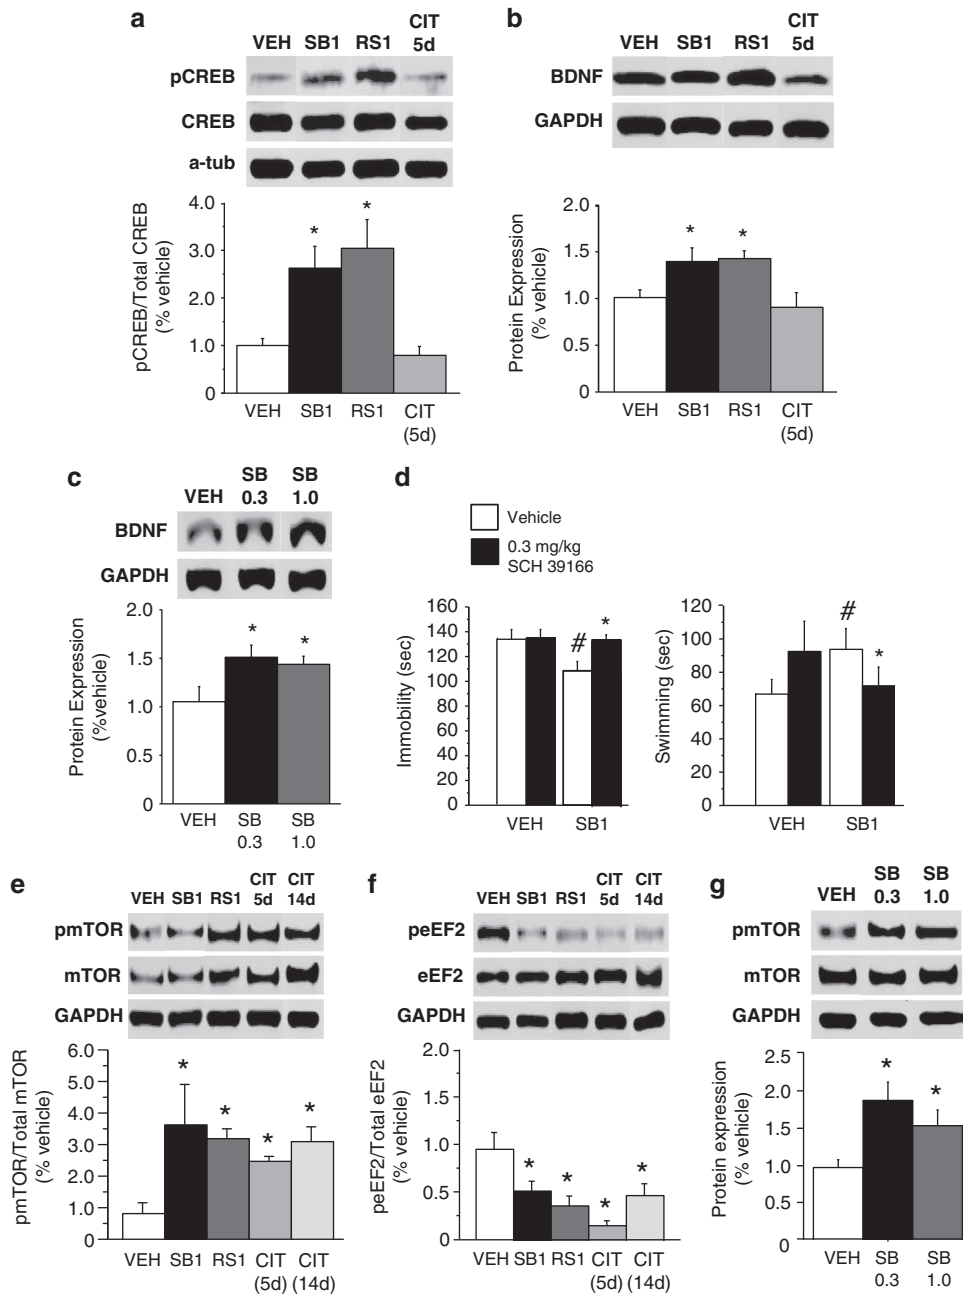 a
VEH SB1 RS1 CIT 5d
pCREB
CREB
a-tub
pCREB/Total CREB
(% vehicle)
4.0
3.0
2.0
1.0
0
* *
VEH SB1 RS1 CIT
(5d)
b
VEH SB1 RS1 CIT 5d
BDNF
GAPDH
Protein Expression
(% vehicle)
2.0
1.5
1.0
0.5
0
* *
VEH SB1 RS1 CIT
(5d)
c
VEH SB 0.3 SB 1.0
BDNF
GAPDH
Protein Expression
(%vehicle)
2.0
1.5
1.0
0.5
0
* *
VEH SB 0.3 SB 1.0
d
Vehicle
0.3 mg/kg
SCH 39166
Immobility (sec)
160
140
120
100
80
60
40
20
0
# *
VEH SB1
Swimming (sec)
120
100
80
60
40
20
0
# *
VEH SB1
e
VEH SB1 RS1 CIT 5d CIT 14d
pmTOR
mTOR
GAPDH
pmTOR/Total mTOR
(% vehicle)
6.0
5.0
4.0
3.0
2.0
1.0
0
* * * *
VEH SB1 RS1 CIT CIT
(5d) (14d)
f
VEH SB1 RS1 CIT 5d CIT 14d
peEF2
eEF2
GAPDH
peEF2/Total eEF2
(% vehicle)
2.0
1.0
0.5
0
* * * *
VEH SB1 RS1 CIT CIT
(5d) (14d)
g
VEH SB 0.3 SB 1.0
pmTOR
mTOR
GAPDH
Protein expression
(% vehicle)
2.5
2.0
1.5
1.0
0.5
0
* *
VEH SB 0.3 SB 1.0